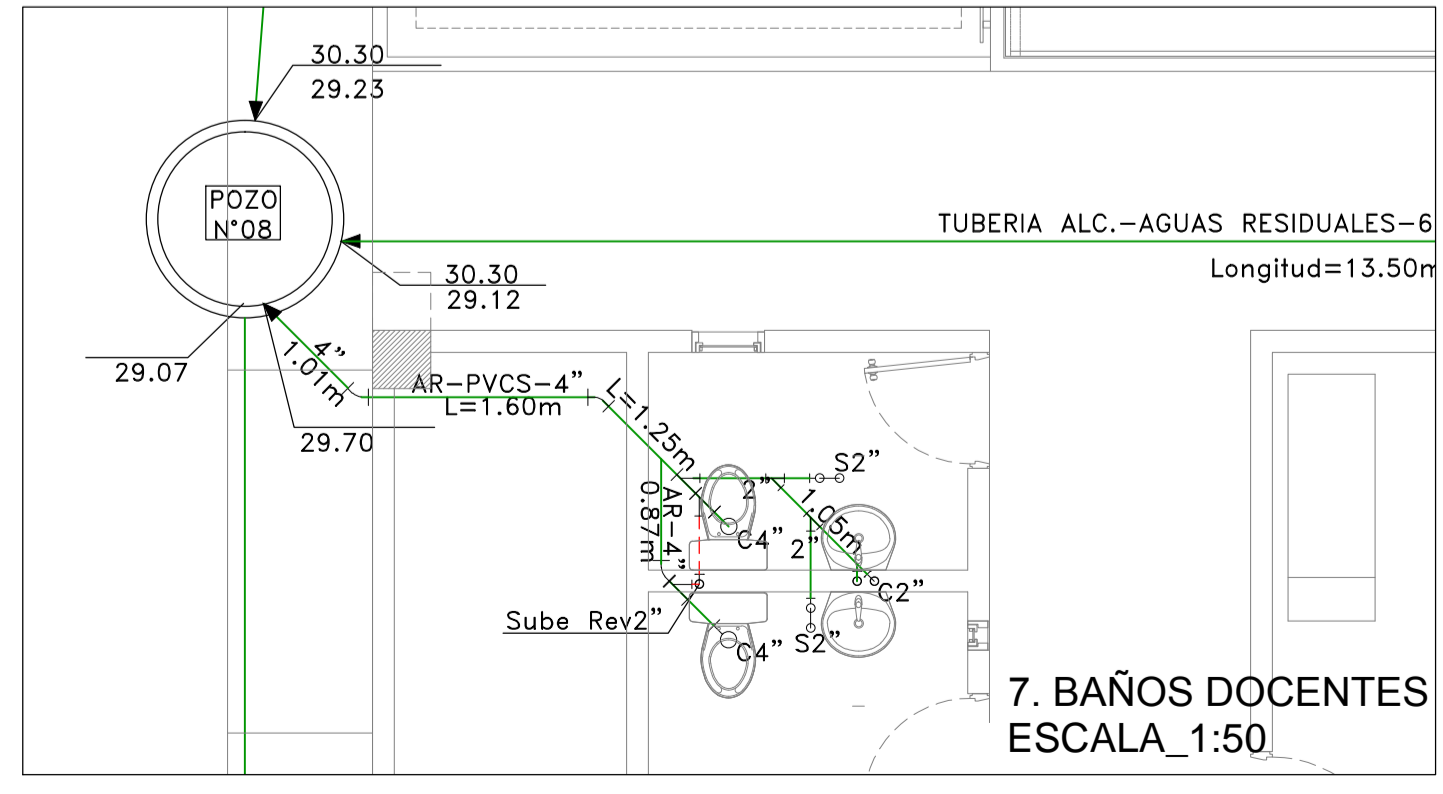 30.30
29.23
POZO
N°08
TUBERIA ALC.-AGUAS RESIDUALES-6
Longitud=13.50m
30.30
29.12
29.07
4"
1.01m
AR-PVCS-4"
L=1.60m
29.70
L=1.25m
S2"
2"
1.05m
AR-4"
0.87m
C4"
2"
C2"
Sube Rev2"
S2"
C4"
7. BAÑOS DOCENTES
ESCALA_1:50